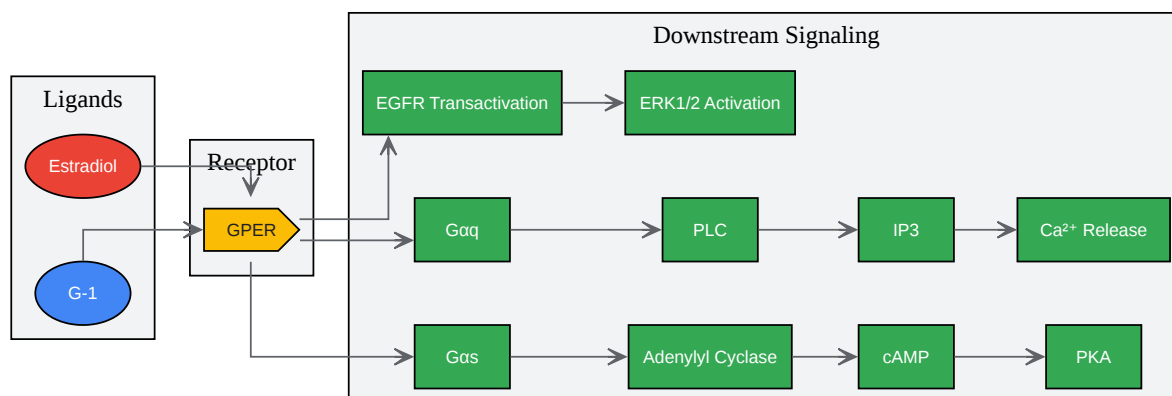 Downstream Signaling
Ligands
EGFR Transactivation
ERK1/2 Activation
Receptor
Estradiol
GPER
Gαq
PLC
IP3
Ca²⁺ Release
G-1
Gαs
Adenylyl Cyclase
cAMP
PKA